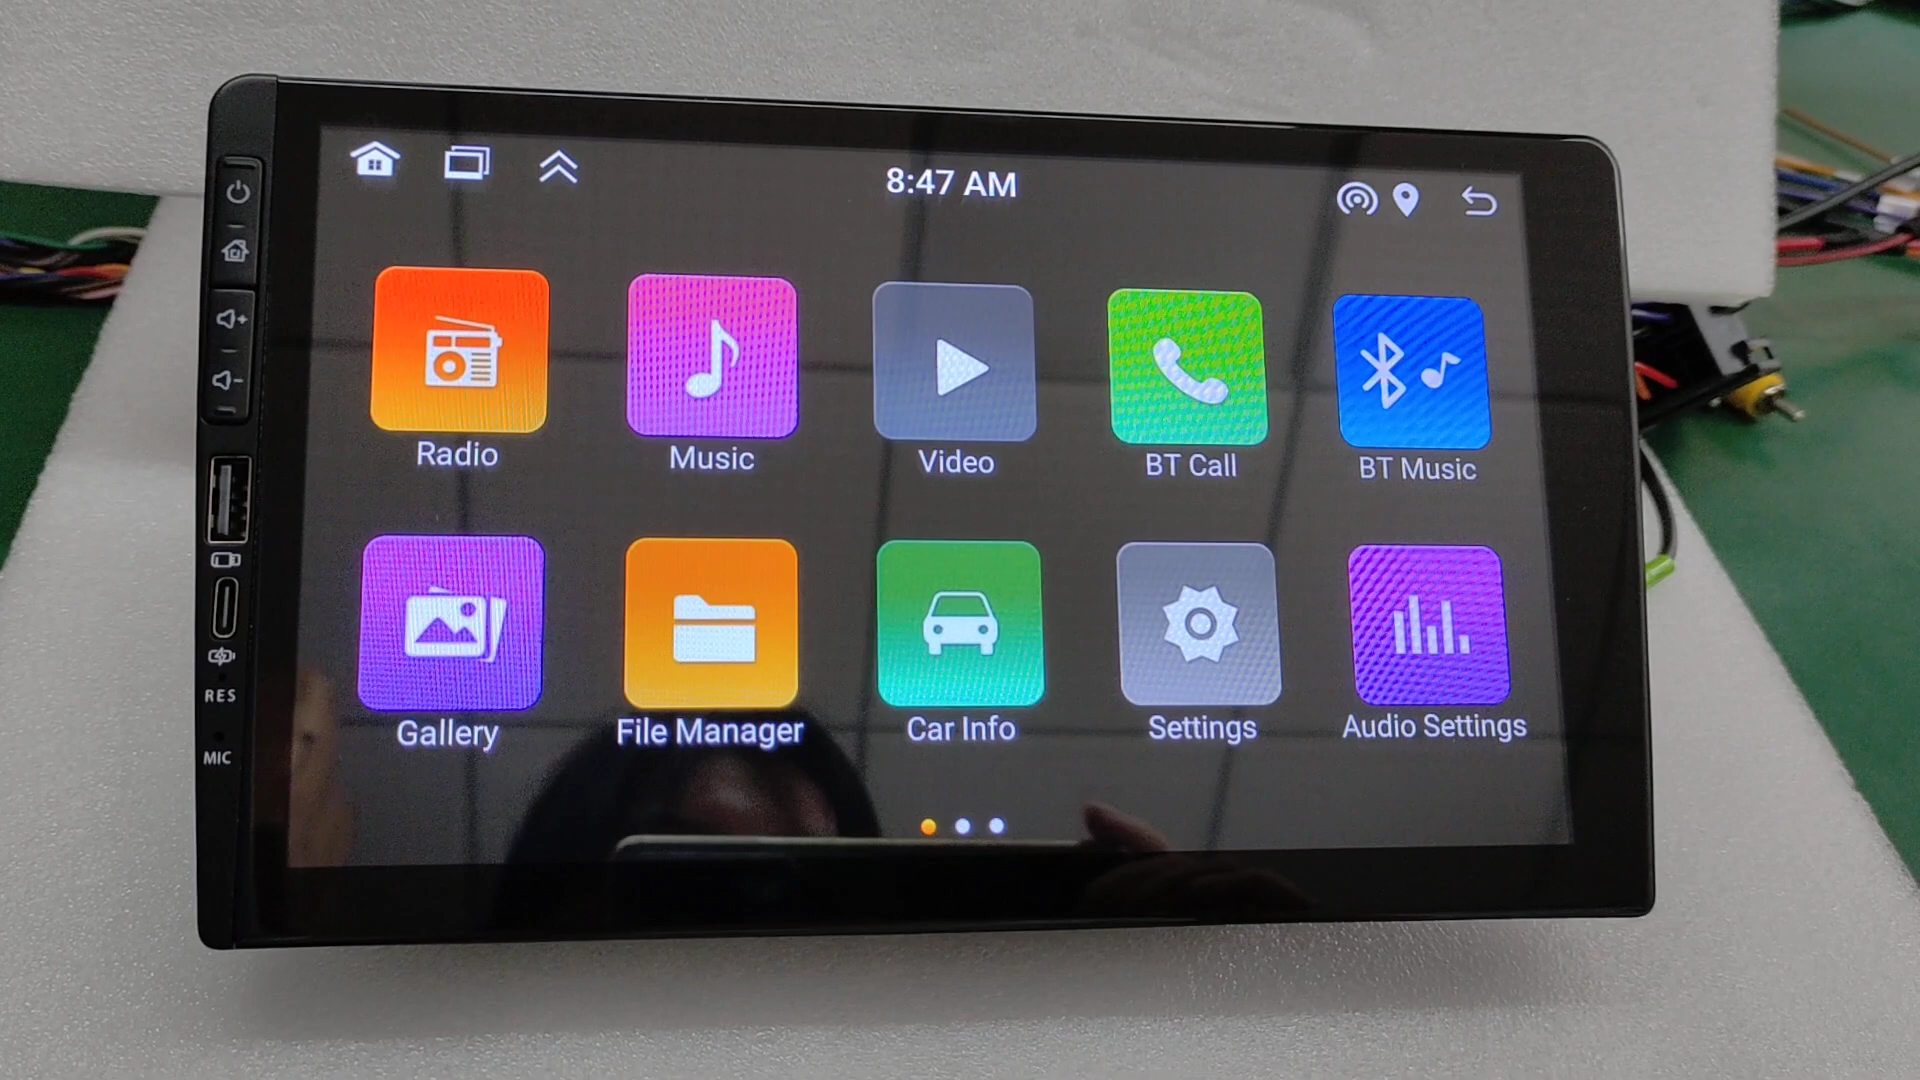 8:47 AM
Radio
Music
Video
BT Call
BT Music
Gallery
File Manager
Car Info
Settings
Audio Settings
RES
MIC